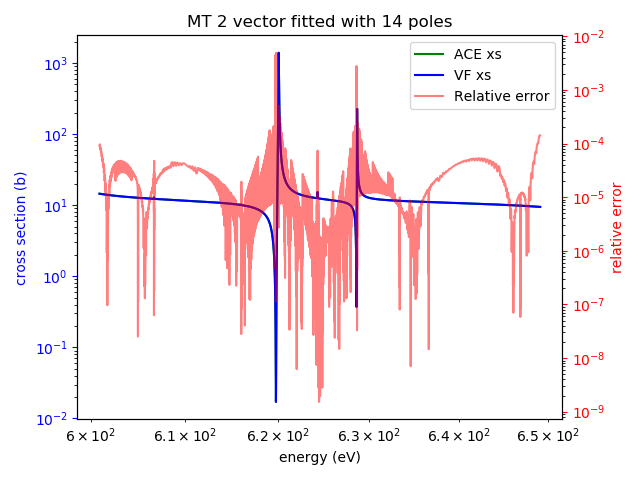 MT 2 vector fitted with 14 poles
ACE xs
VF xs
Relative error
cross section (b)
10³
10²
10¹
10⁰
10⁻¹
10⁻²
relative error
10⁻²
10⁻³
10⁻⁴
10⁻⁵
10⁻⁶
10⁻⁷
10⁻⁸
10⁻⁹
6 × 10²
6.1 × 10²
6.2 × 10²
6.3 × 10²
6.4 × 10²
6.5 × 10²
energy (eV)